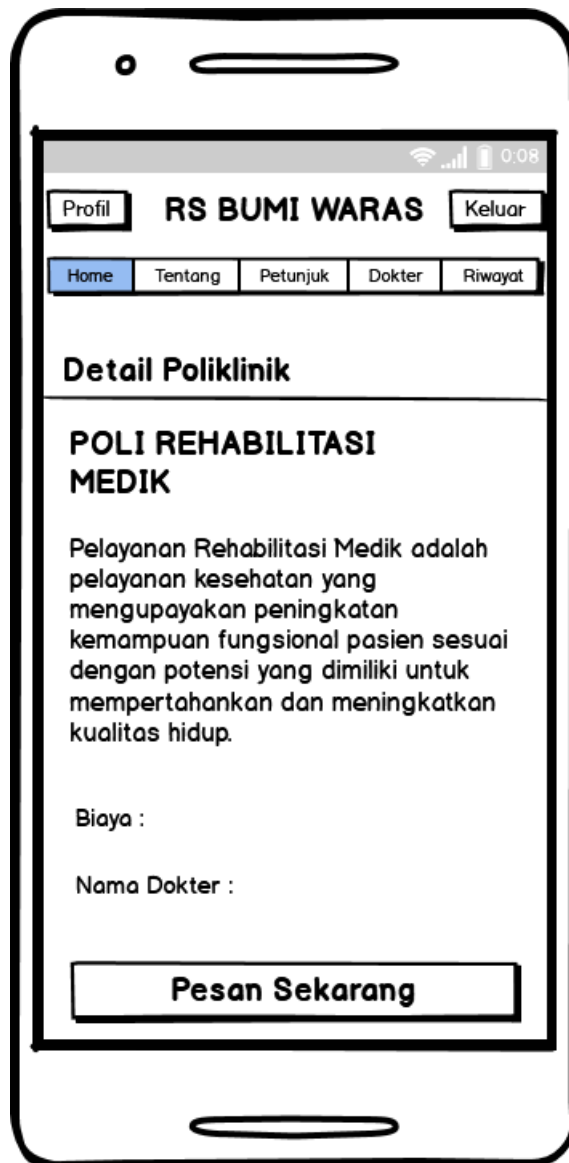 0:08
Profil RS BUMI WARAS Keluar
Home Tentang Petunjuk Dokter Riwayat
Detail Poliklinik
POLI REHABILITASI
MEDIK
Pelayanan Rehabilitasi Medik adalah
pelayanan kesehatan yang
mengupayakan peningkatan
kemampuan fungsional pasien sesuai
dengan potensi yang dimiliki untuk
mempertahankan dan meningkatkan
kualitas hidup.
Biaya :
Nama Dokter :
Pesan Sekarang